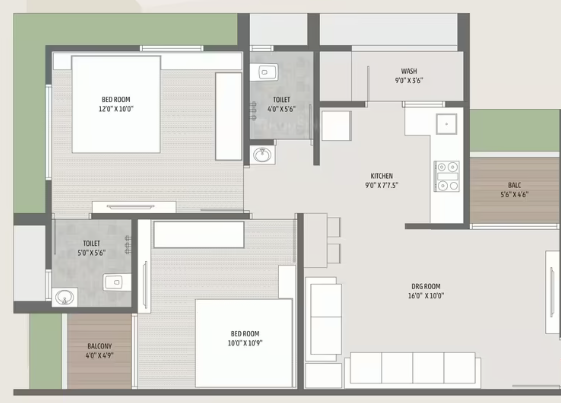 BED ROOM
12'0" X 10'0"
TOILET
4'0" X 5'6"
WASH
9'0" X 3'6"
KITCHEN
9'0" X 7'7.5"
BALC
5'6" X 4'6"
TOILET
5'0" X 5'6"
DRG ROOM
16'0" X 10'0"
BED ROOM
10'0" X 10'9"
BALCONY
4'0" X 4'9"